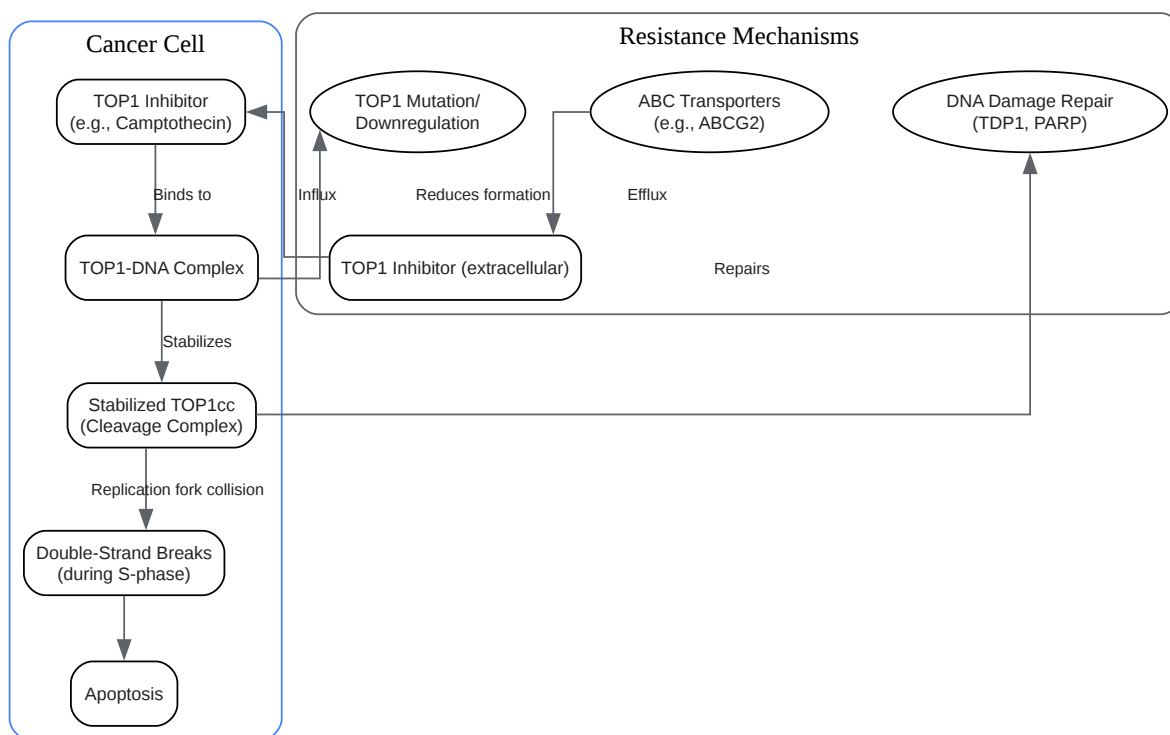 Cancer Cell
Resistance Mechanisms
TOP1 Inhibitor
(e.g., Camptothecin)
TOP1 Mutation/
Downregulation
ABC Transporters
(e.g., ABCG2)
DNA Damage Repair
(TDP1, PARP)
Binds to
Influx
Reduces formation
Efflux
TOP1-DNA Complex
TOP1 Inhibitor (extracellular)
Repairs
Stabilizes
Stabilized TOP1cc
(Cleavage Complex)
Replication fork collision
Double-Strand Breaks
(during S-phase)
Apoptosis